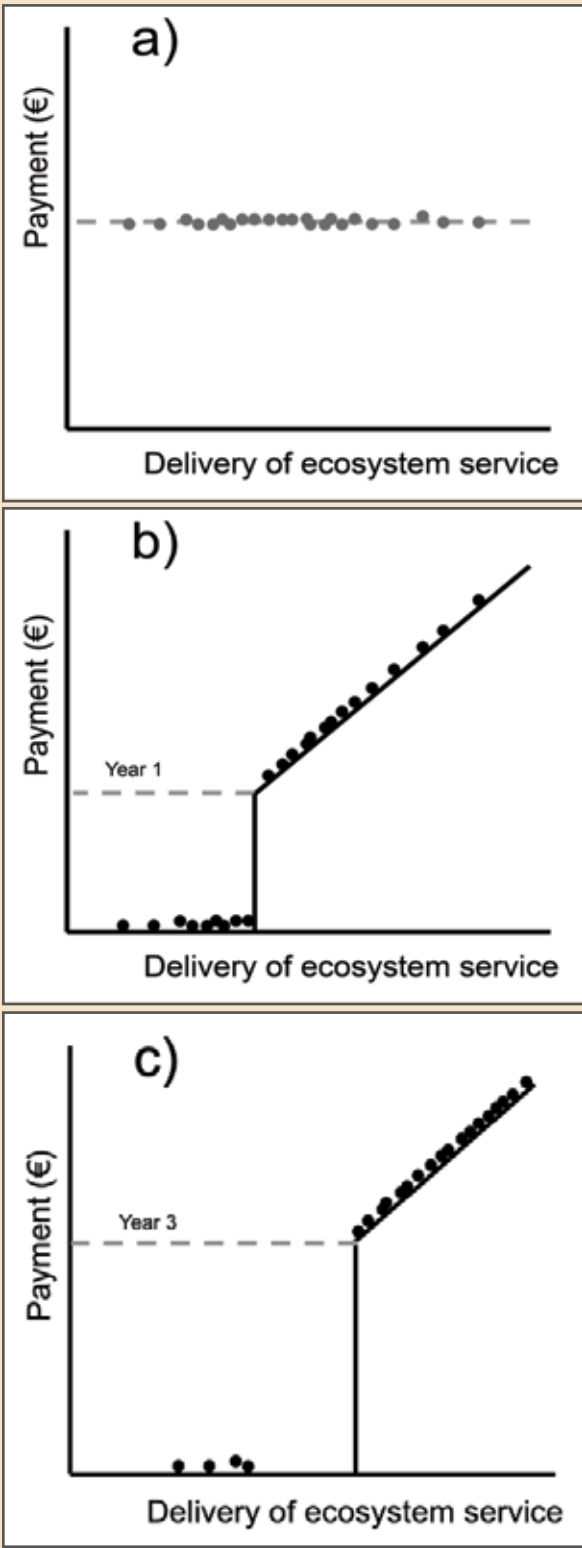 a)
Payment (€)
Delivery of ecosystem service
b)
Payment (€)
Year 1
Delivery of ecosystem service
c)
Payment (€)
Year 3
Delivery of ecosystem service